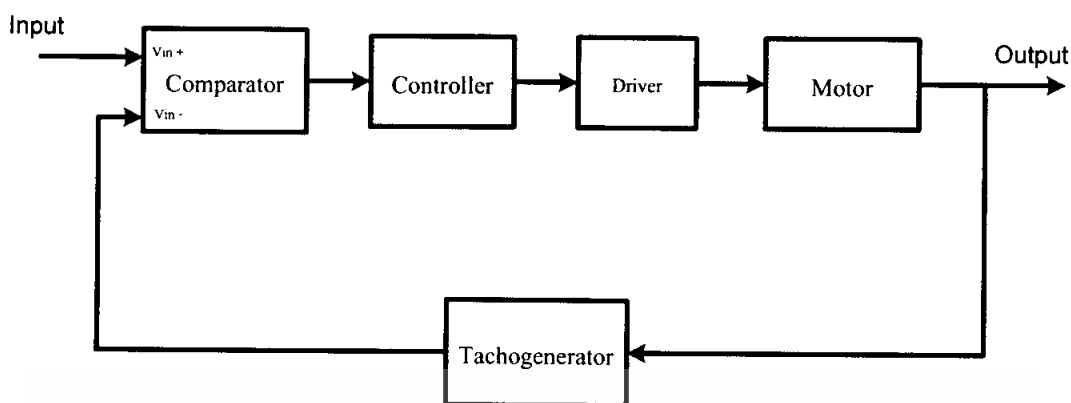 Input
Output
Vin +
Comparator
Vin -
Controller
Driver
Motor
Tachogenerator